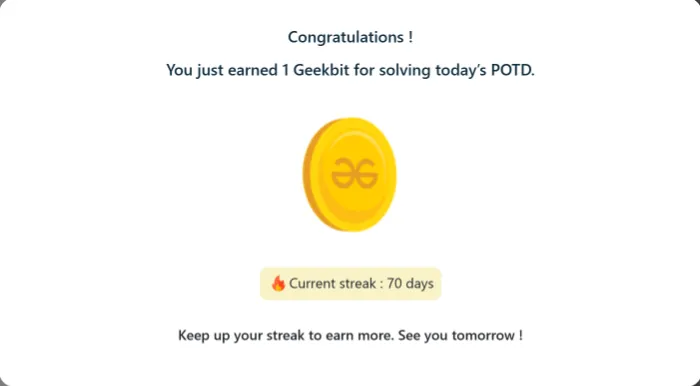 Congratulations !
You just earned 1 Geekbit for solving today's POTD.
Current streak : 70 days
Keep up your streak to earn more. See you tomorrow !